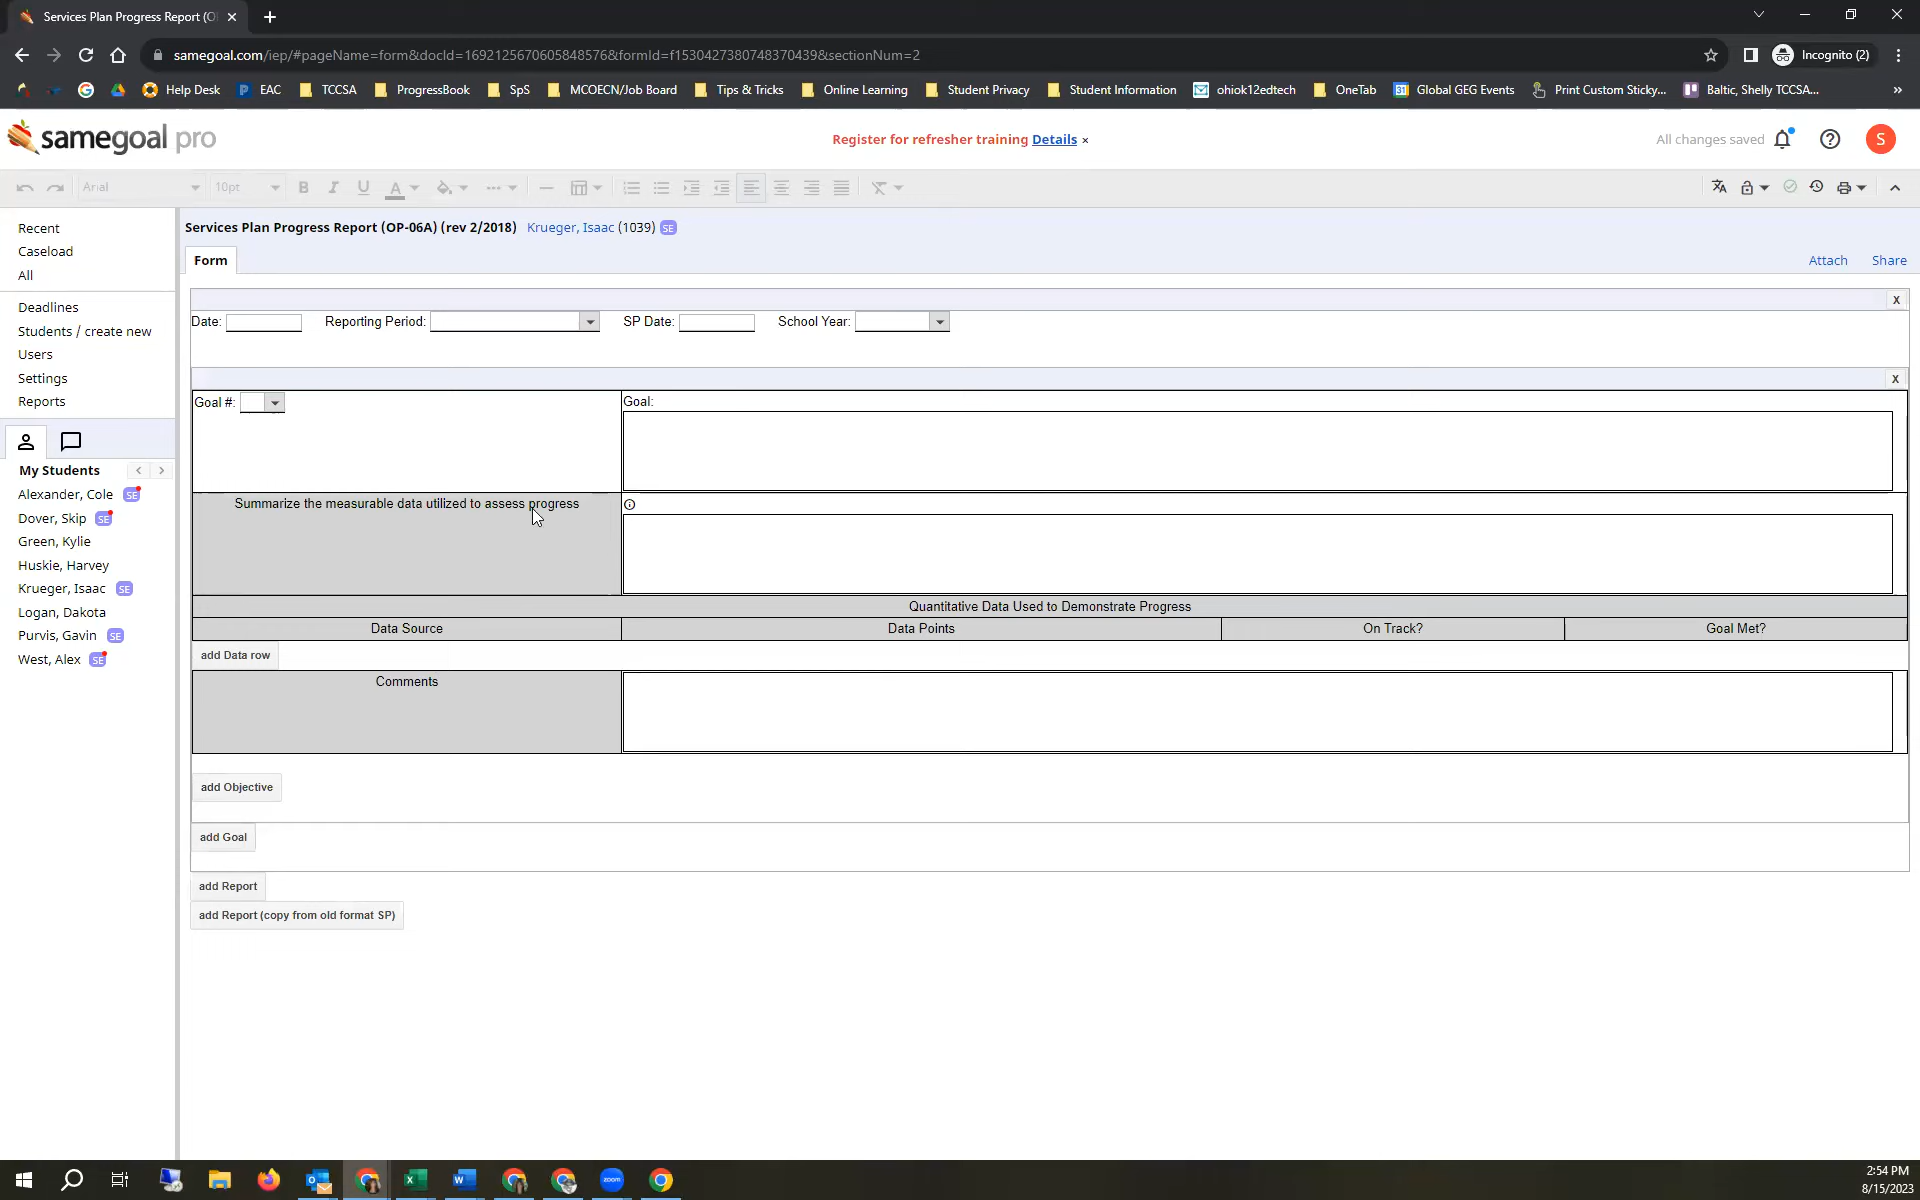 Services Plan Progress Report (O
samegoal.com/iep/#pageName=form&docId=1692125670605848576&formId=f1530427380748370439&sectionNum=2
Incognito (2)
Help Desk
EAC
TCCSA
ProgressBook
SpS
MCOECN/Job Board
Tips & Tricks
Online Learning
Student Privacy
Student Information
ohiok12edtech
OneTab
Global GEG Events
Print Custom Sticky...
Baltic, Shelly TCCSA...
»
samegoal pro
Register for refresher training Details ×
All changes saved
S
Arial
10pt
B
I
U
A
Services Plan Progress Report (OP-06A) (rev 2/2018) Krueger, Isaac (1039) SE
Form
Attach
Share
Recent
Caseload
All
Deadlines
Students / create new
Users
Settings
Reports
My Students
Alexander, Cole SE
Dover, Skip SE
Green, Kylie
Huskie, Harvey
Krueger, Isaac SE
Logan, Dakota
Purvis, Gavin SE
West, Alex SE
X
Date:
Reporting Period:
SP Date:
School Year:
X
Goal #:
Goal:
Summarize the measurable data utilized to assess progress
Quantitative Data Used to Demonstrate Progress
Data Source
Data Points
On Track?
Goal Met?
add Data row
Comments
add Objective
add Goal
add Report
add Report (copy from old format SP)
zoom
2:54 PM
8/15/2023